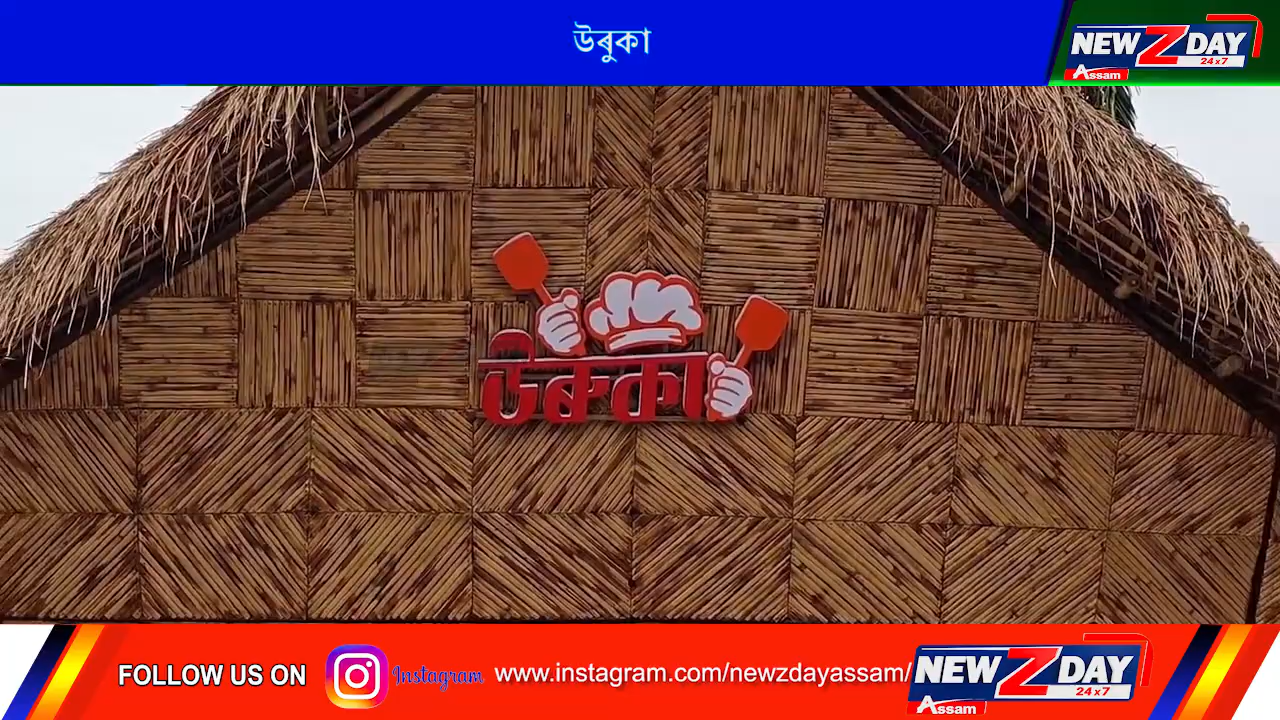 উৰুকা
NEWZDAY
24x7
Assam
উৰুকা
FOLLOW US ON Instagram www.instagram.com/newzdayassam/
NEWZDAY
24x7
Assam